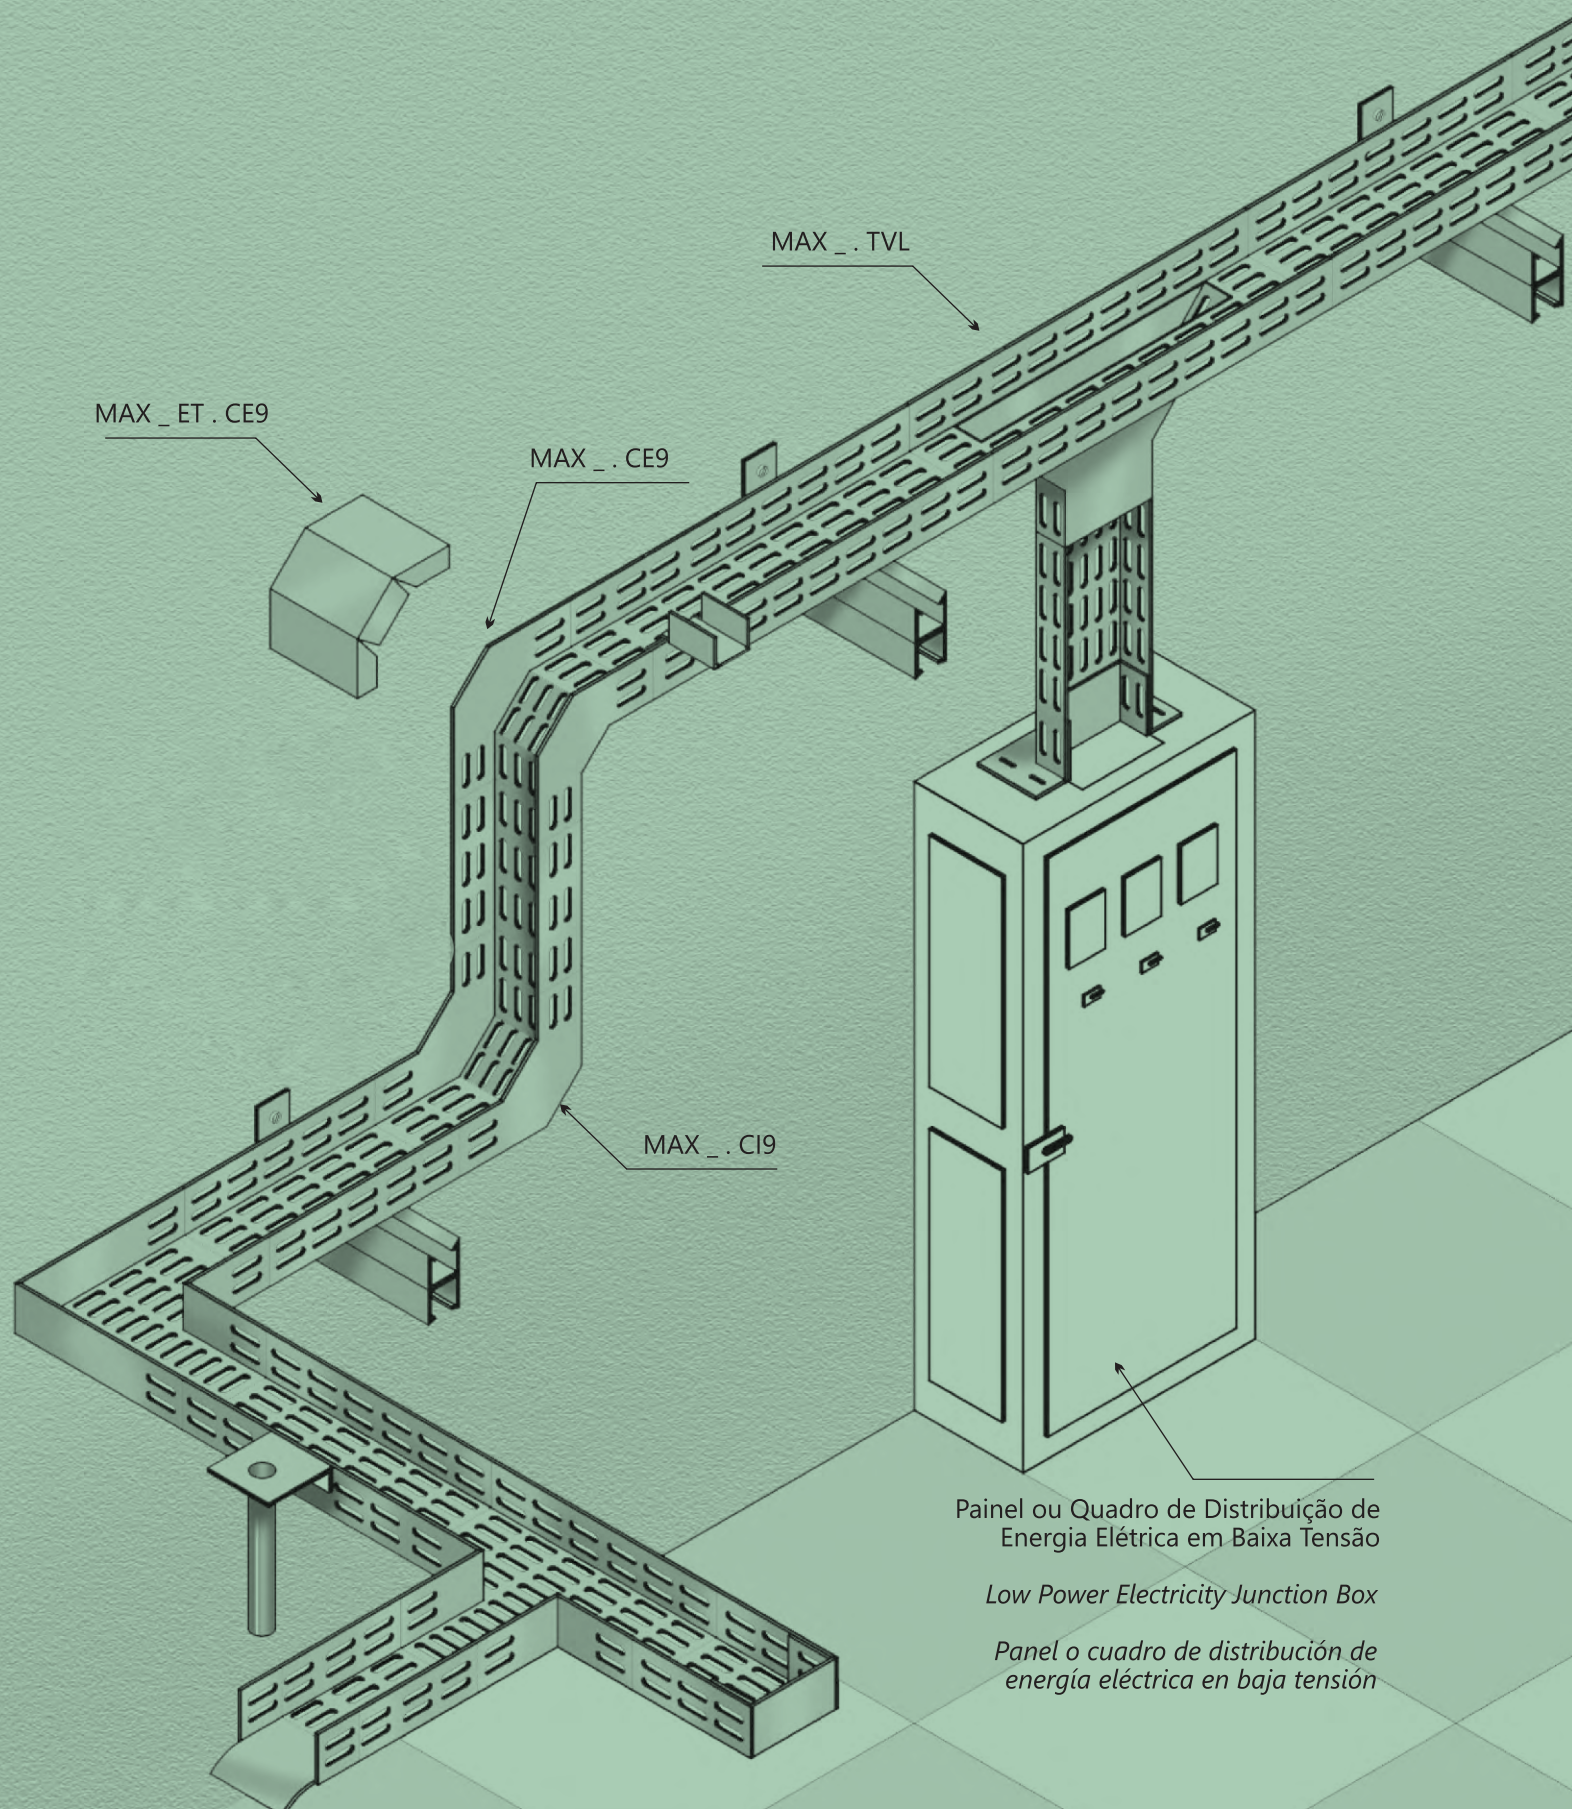 MAX _ . TVL
MAX _ ET . CE9
MAX _ . CE9
MAX _ . CI9
Painel ou Quadro de Distribuição de
Energia Elétrica em Baixa Tensão
Low Power Electricity Junction Box
Panel o cuadro de distribución de
energía eléctrica en baja tensión